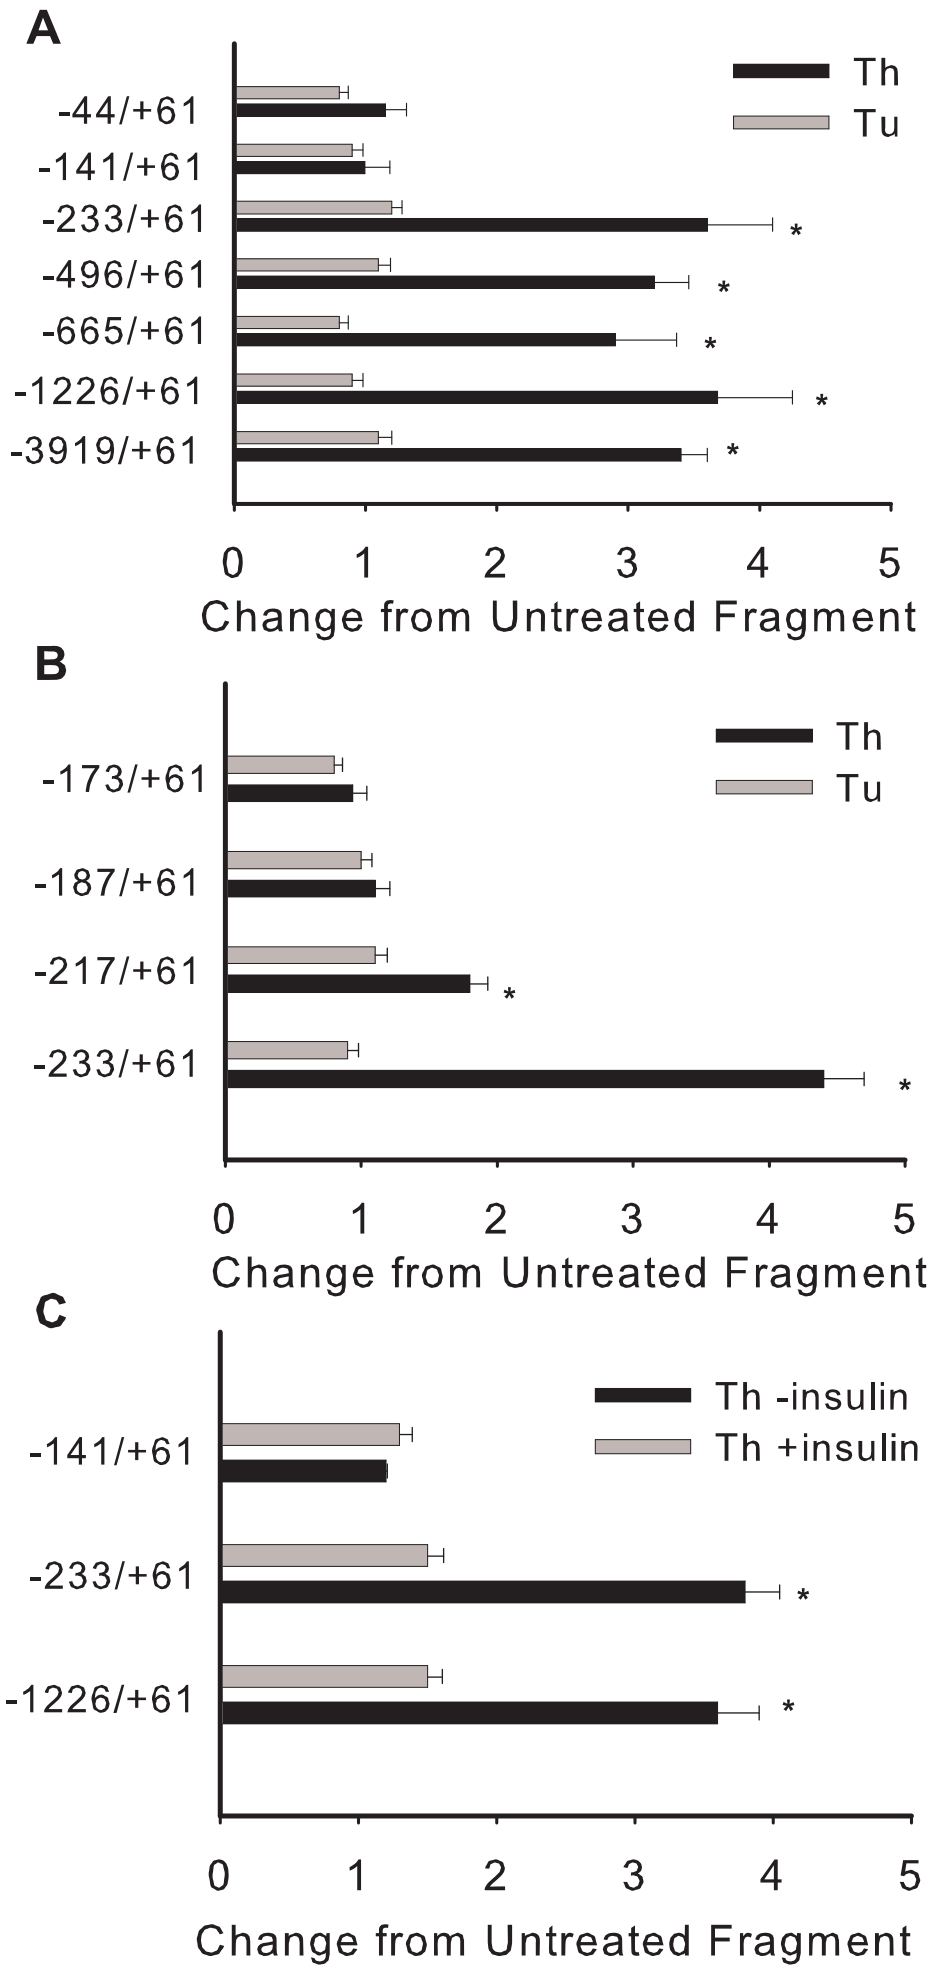 A
Th
Tu
-44/+61
-141/+61
-233/+61
*
-496/+61
*
-665/+61
*
-1226/+61
*
-3919/+61
*
0 1 2 3 4 5
Change from Untreated Fragment
B
Th
Tu
-173/+61
-187/+61
-217/+61
*
-233/+61
*
0 1 2 3 4 5
Change from Untreated Fragment
C
Th -insulin
Th +insulin
-141/+61
-233/+61
*
-1226/+61
*
0 1 2 3 4 5
Change from Untreated Fragment